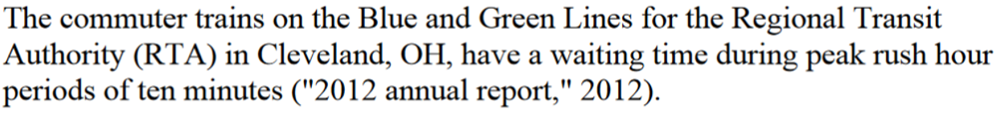 The commuter trains on the Blue and Green Lines for the Regional Transit
Authority (RTA) in Cleveland, OH, have a waiting time during peak rush hour
periods of ten minutes ("2012 annual report," 2012).